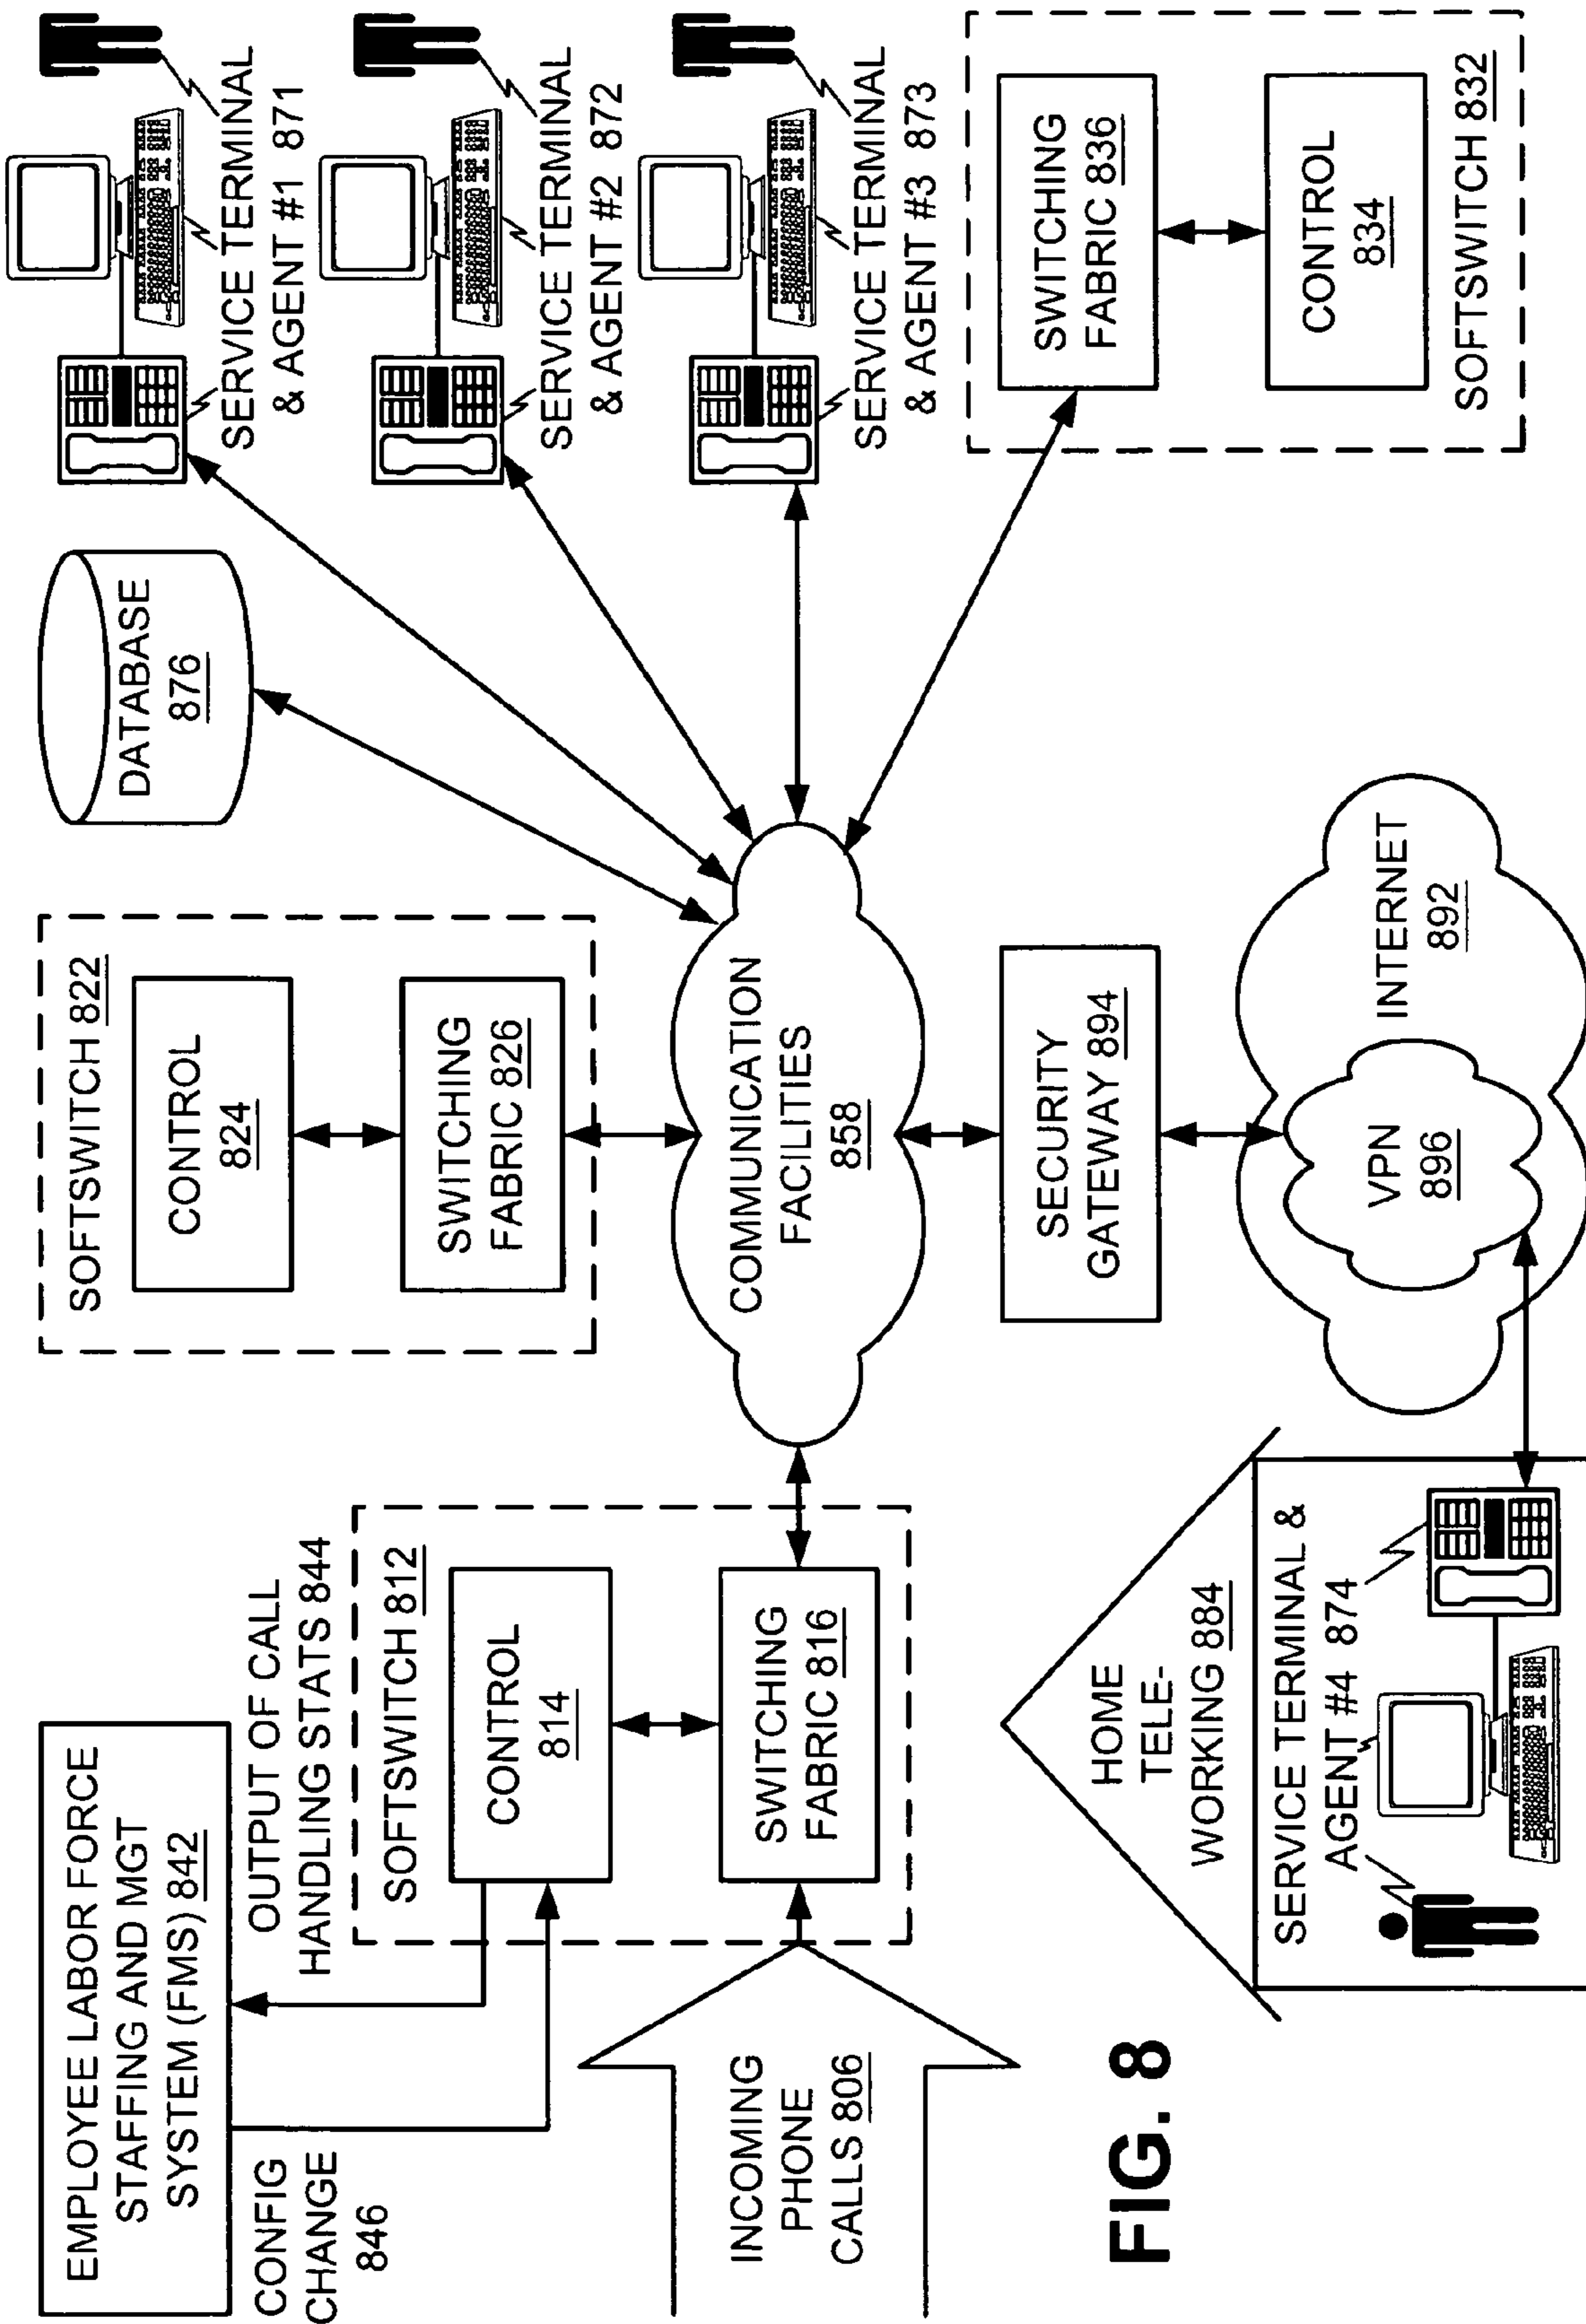 EMPLOYEE LABOR FORCE
STAFFING AND MGT
SYSTEM (FMS) 842
CONFIG
CHANGE
846
OUTPUT OF CALL
HANDLING STATS 844
SOFTSWITCH 812
CONTROL
814
SWITCHING
FABRIC 816
INCOMING
PHONE
CALLS 806
SOFTSWITCH 822
CONTROL
824
SWITCHING
FABRIC 826
DATABASE
876
COMMUNICATION
FACILITIES
858
SERVICE TERMINAL
& AGENT #1 871
SERVICE TERMINAL
& AGENT #2 872
SERVICE TERMINAL
& AGENT #3 873
SWITCHING
FABRIC 836
CONTROL
834
SOFTSWITCH 832
SECURITY
GATEWAY 894
INTERNET
892
VPN
896
HOME
TELE-
WORKING 884
SERVICE TERMINAL &
AGENT #4 874
FIG. 8